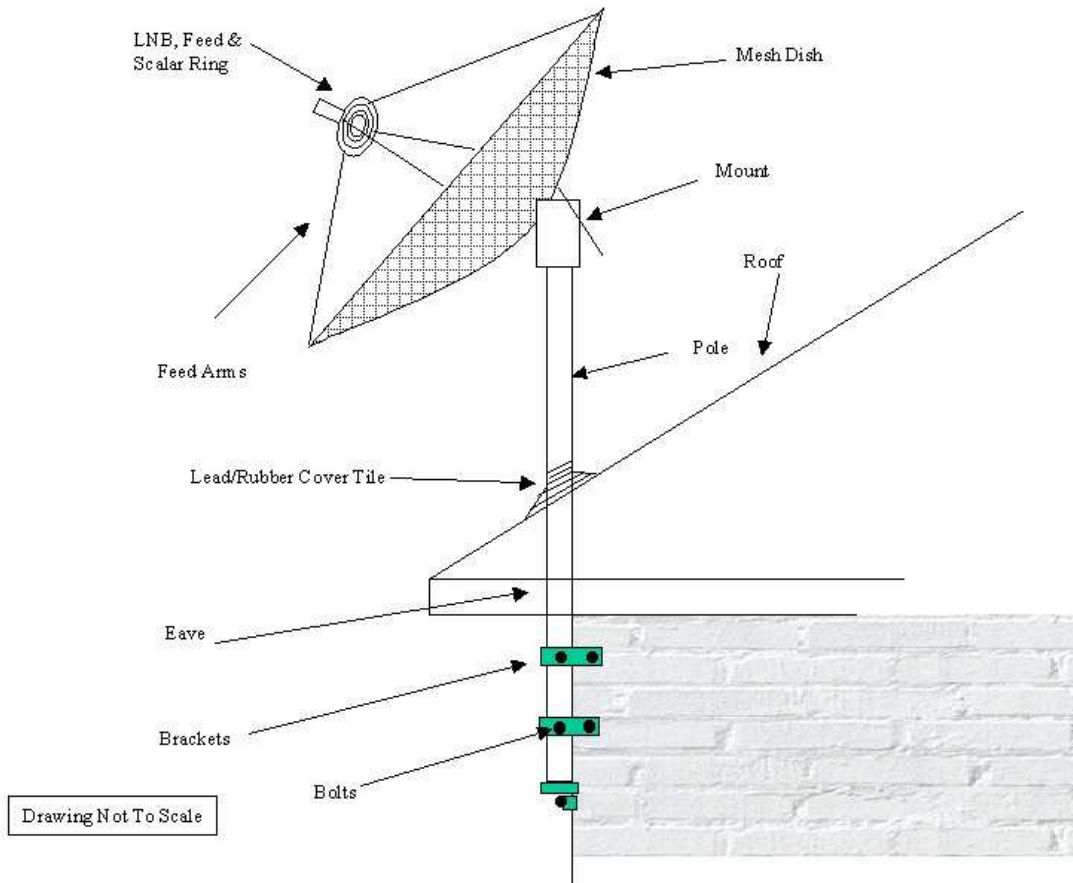 LNB, Feed &
Scalar Ring
Mesh Dish
Mount
Roof
Pole
Feed Arms
Lead/Rubber Cover Tile
Eave
Brackets
Bolts
Drawing Not To Scale